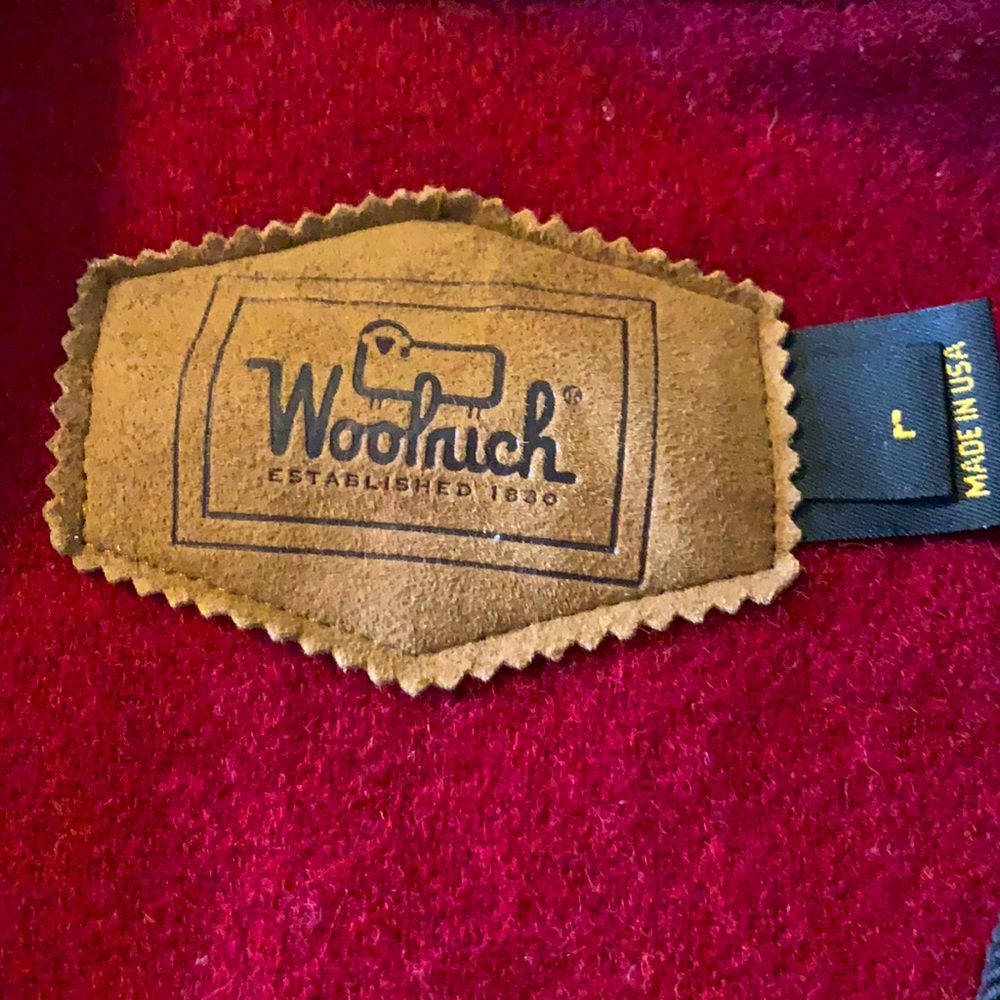 Woolrich®
ESTABLISHED 1830
L
MADE IN USA